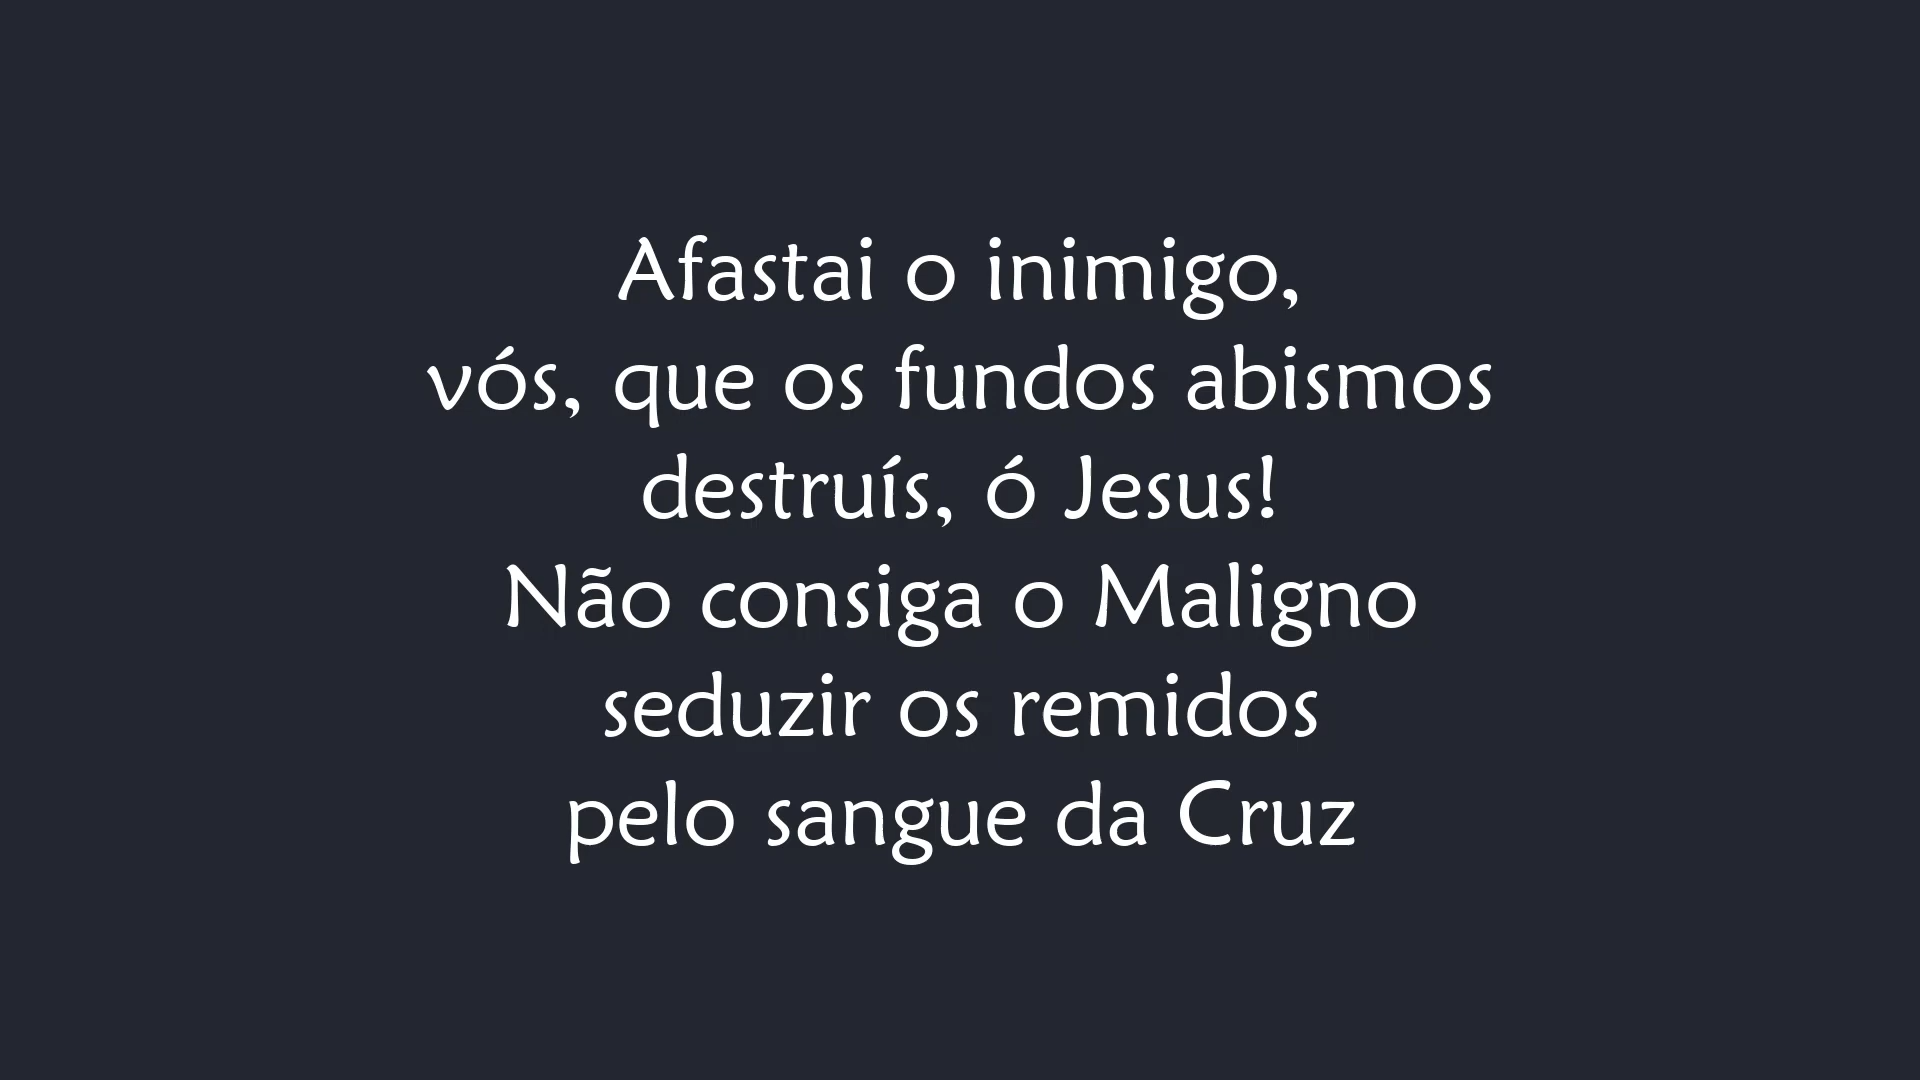 Afastai o inimigo,
vós, que os fundos abismos
destruís, ó Jesus!
Não consiga o Maligno
seduzir os remidos
pelo sangue da Cruz